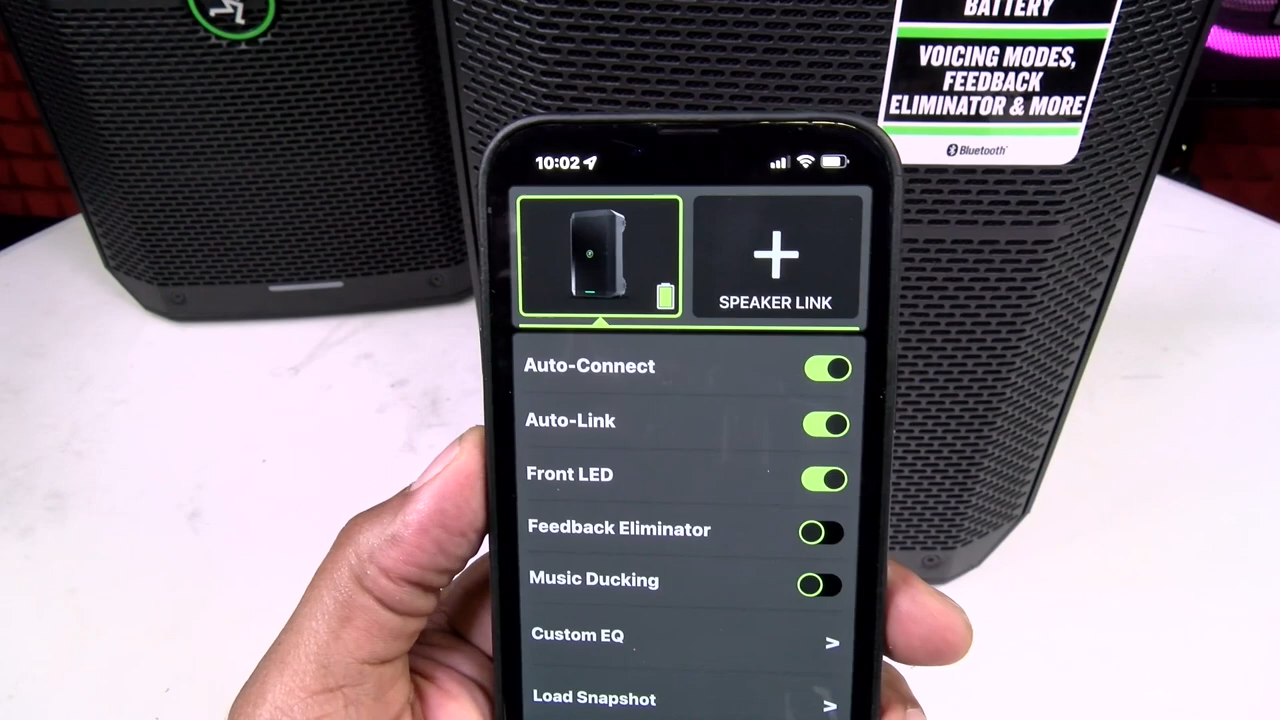 BATTERY
VOICING MODES,
FEEDBACK
ELIMINATOR & MORE
Bluetooth
10:02
SPEAKER LINK
Auto-Connect
Auto-Link
Front LED
Feedback Eliminator
Music Ducking
Custom EQ >
Load Snapshot >